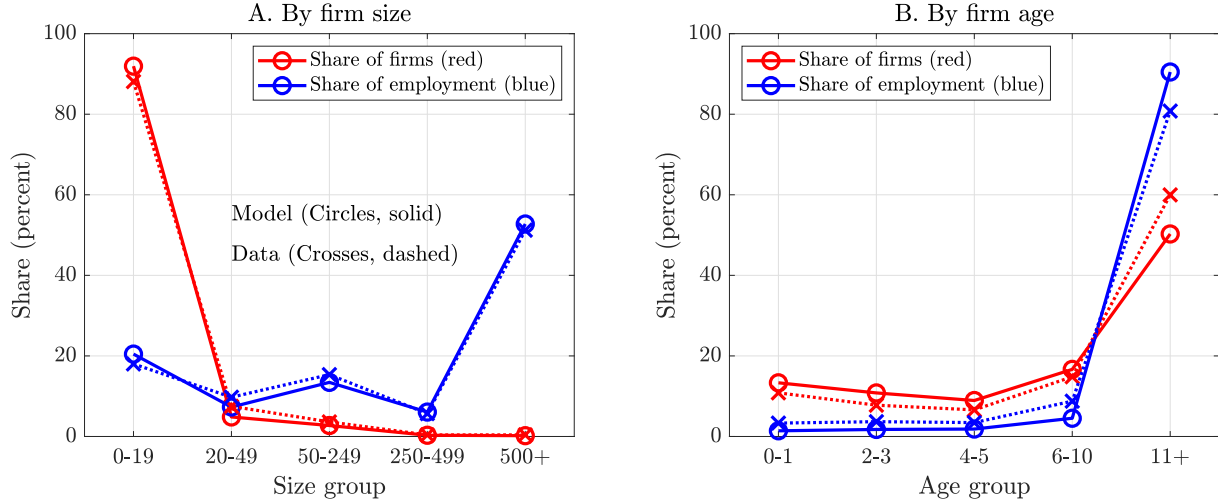 A. By firm size
100
80
60
40
20
0
Share (percent)
Share of firms (red)
Share of employment (blue)
Model (Circles, solid)
Data (Crosses, dashed)
0-19 20-49 50-249 250-499 500+
Size group
B. By firm age
100
80
60
40
20
0
Share (percent)
Share of firms (red)
Share of employment (blue)
0-1 2-3 4-5 6-10 11+
Age group